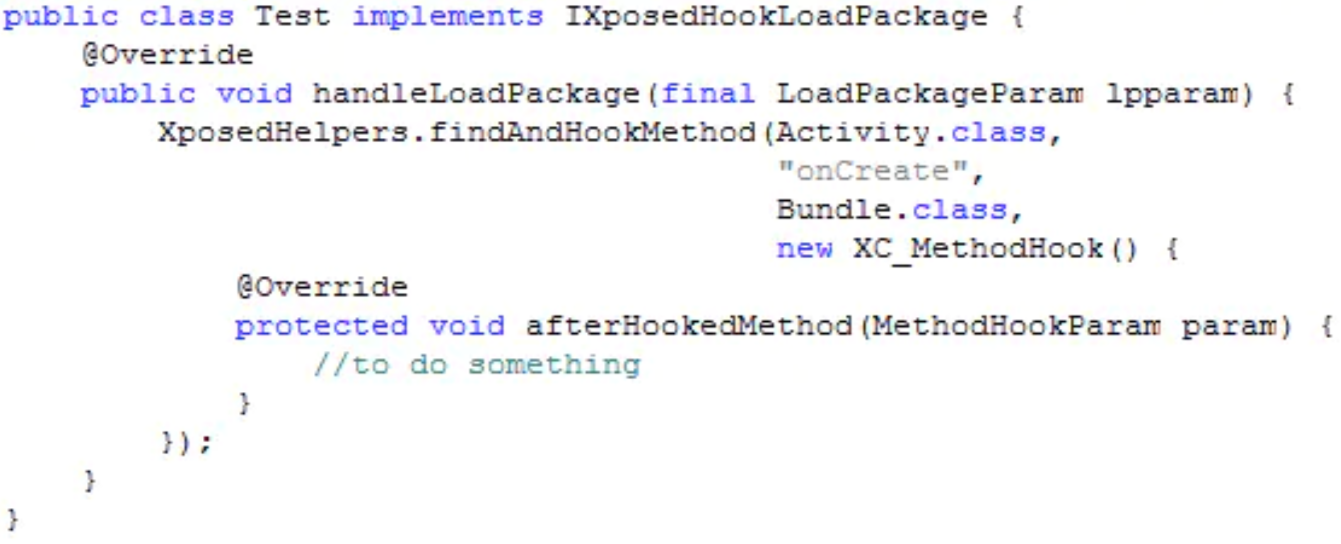 public class Test implements IXposedHookLoadPackage {
    @Override
    public void handleLoadPackage(final LoadPackageParam lpparam) {
        XposedHelpers.findAndHookMethod(Activity.class,
                                        "onCreate",
                                        Bundle.class,
                                        new XC_MethodHook() {
            @Override
            protected void afterHookedMethod(MethodHookParam param) {
                //to do something
            }
        });
    }
}